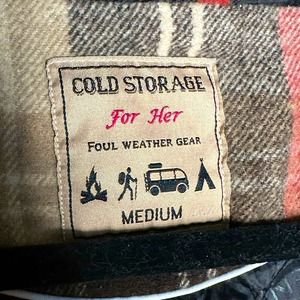 COLD STORAGE
For Her
FOUL WEATHER GEAR
MEDIUM